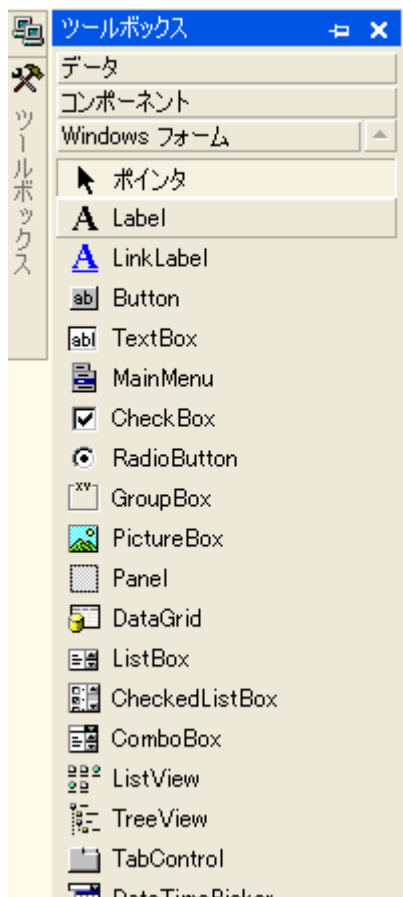 ツールボックス
データ
コンポーネント
Windows フォーム
ポインタ
Label
LinkLabel
Button
TextBox
MainMenu
CheckBox
RadioButton
GroupBox
PictureBox
Panel
DataGrid
ListBox
CheckedListBox
ComboBox
ListView
TreeView
TabControl
DateTimePicker
ツールボックス